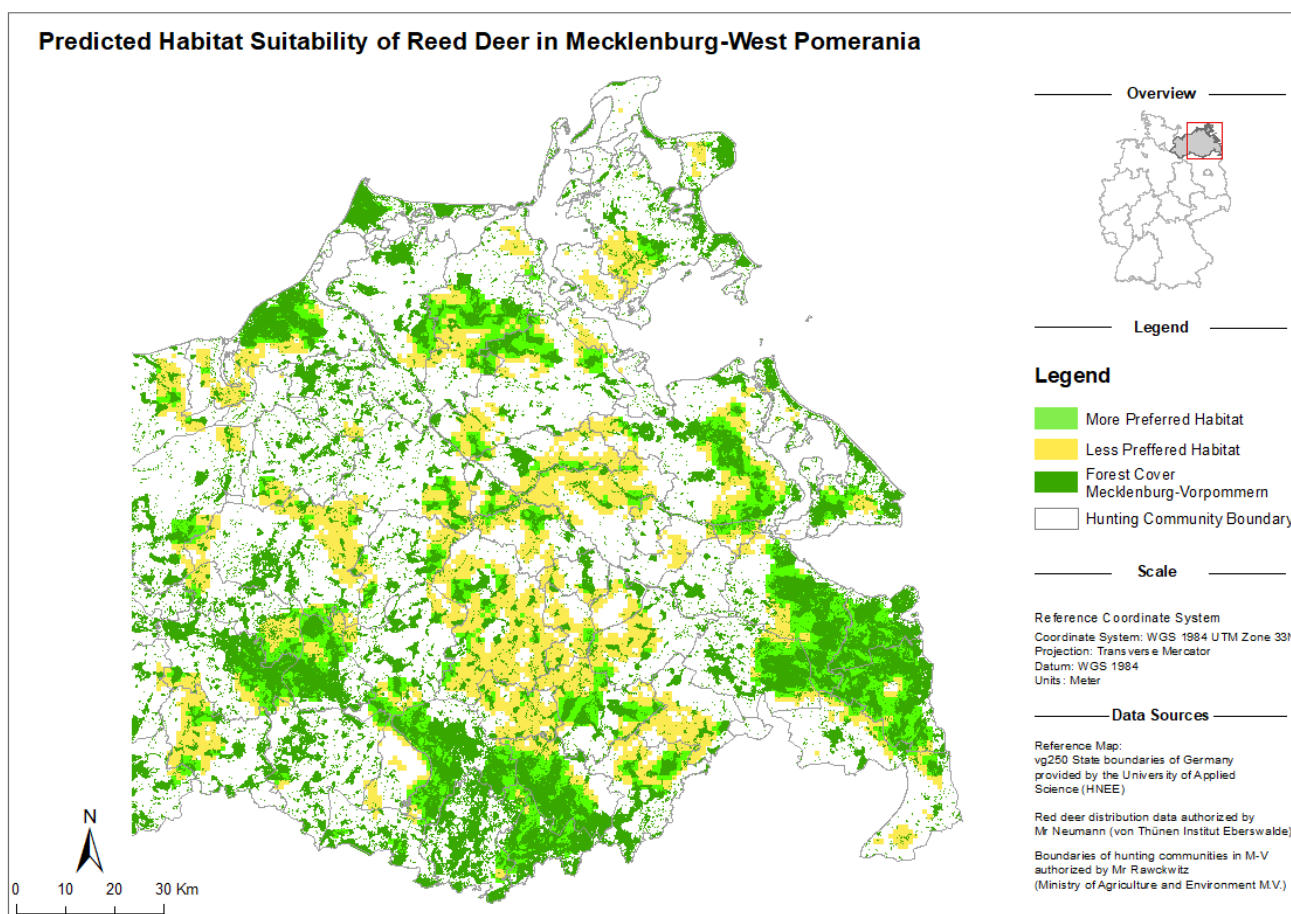 Predicted Habitat Suitability of Reed Deer in Mecklenburg-West Pomerania
Overview
Legend
Legend
More Preferred Habitat
Less Preffered Habitat
Forest Cover
Mecklenburg-Vorpommern
Hunting Community Boundary
Scale
Reference Coordinate System
Coordinate System: WGS 1984 UTM Zone 33N
Projection: Transverse Mercator
Datum: WGS 1984
Units: Meter
Data Sources
Reference Map:
vg250 State boundaries of Germany
provided by the University of Applied
Science (HNEE)
Red deer distribution data authorized by
Mr Neumann (von Thünen Institut Eberswalde)
Boundaries of hunting communities in M-V
authorized by Mr Rawckwitz
(Ministry of Agriculture and Environment M.V.)
N
0 10 20 30 Km